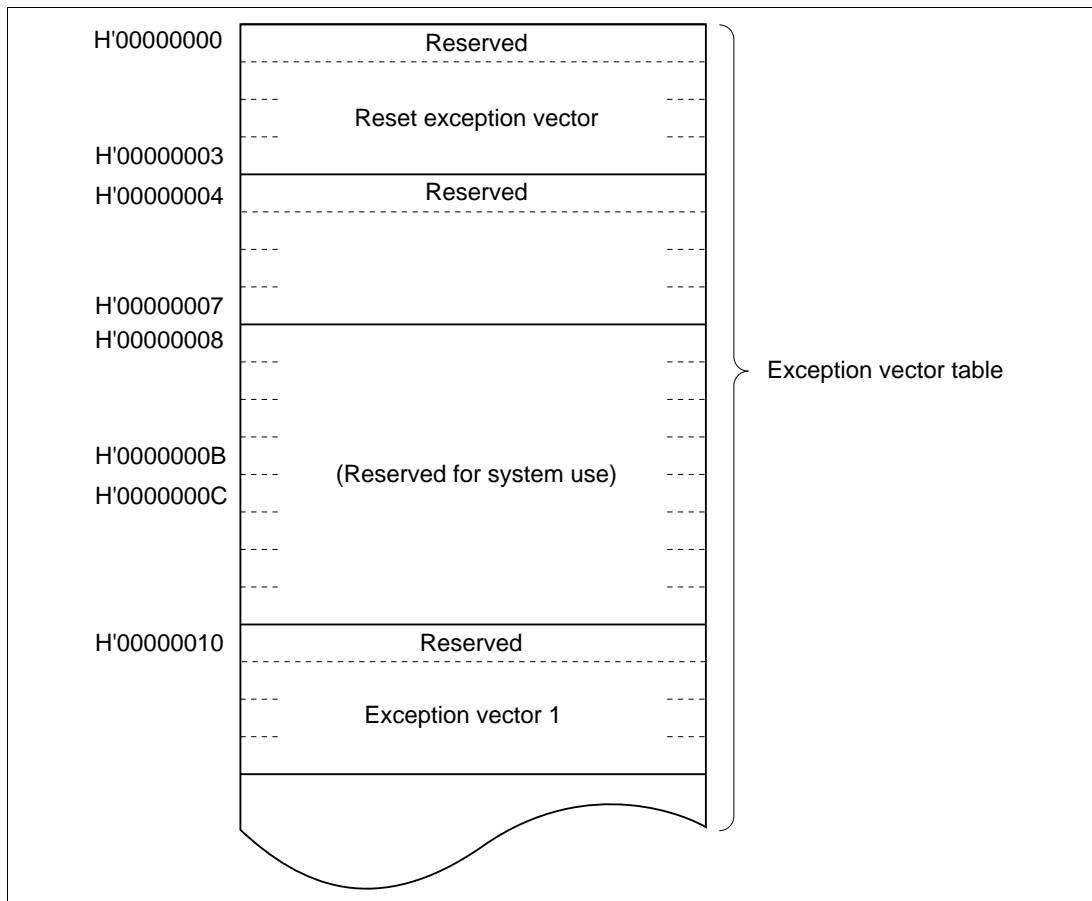 H'00000000
Reserved
Reset exception vector
H'00000003
H'00000004
Reserved
H'00000007
H'00000008
Exception vector table
H'0000000B
(Reserved for system use)
H'0000000C
H'00000010
Reserved
Exception vector 1